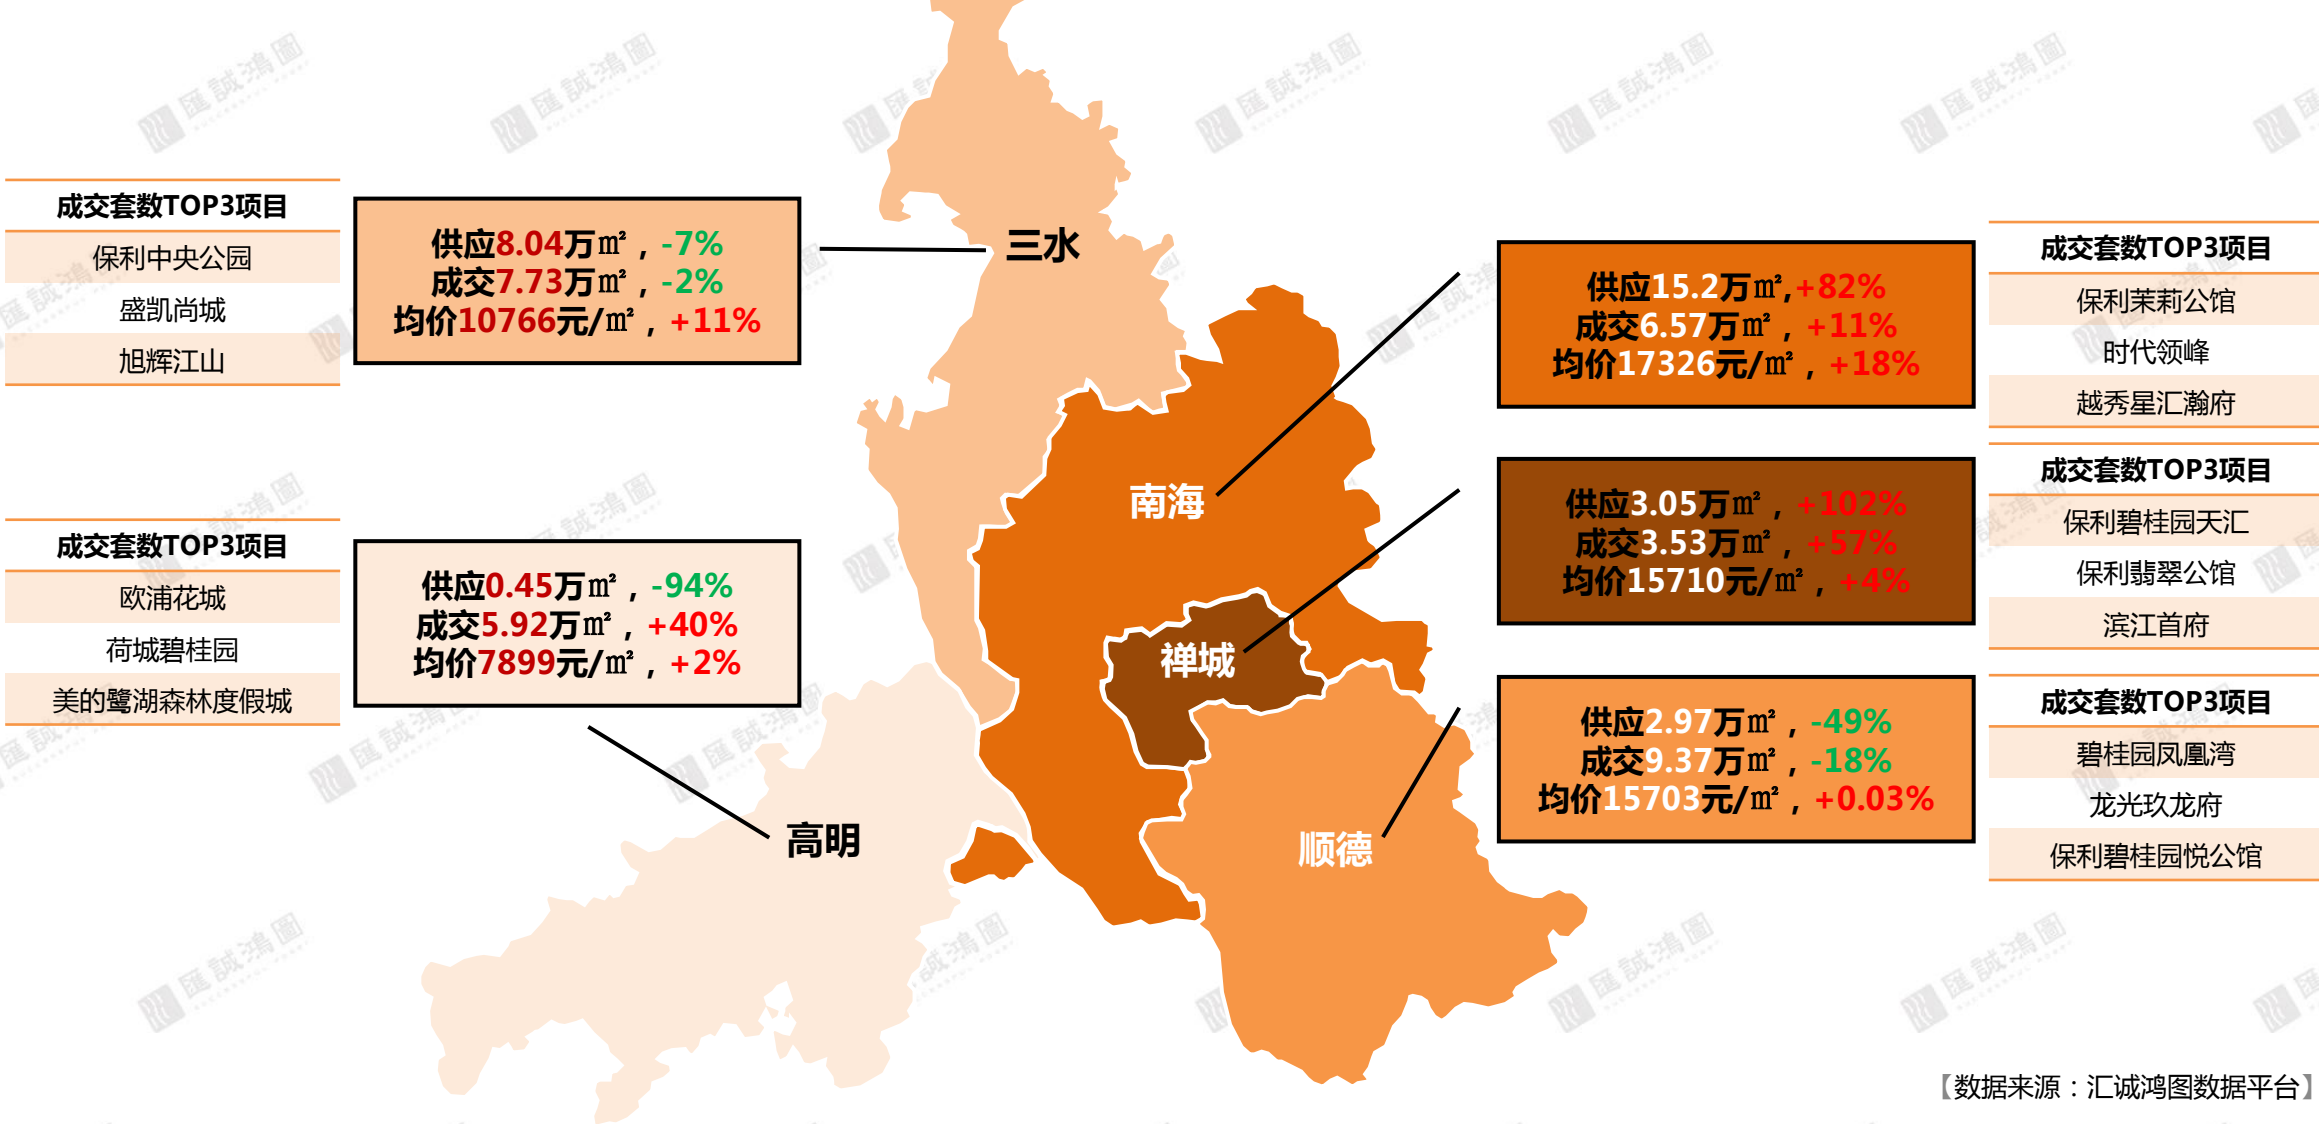 成交套数TOP3项目
保利中央公园
盛凯尚城
旭辉江山
供应8.04万㎡，-7%
成交7.73万㎡，-2%
均价10766元/㎡，+11%
三水
成交套数TOP3项目
欧浦花城
荷城碧桂园
美的鹭湖森林度假城
供应0.45万㎡，-94%
成交5.92万㎡，+40%
均价7899元/㎡，+2%
高明
南海
供应15.2万㎡,+82%
成交6.57万㎡，+11%
均价17326元/㎡，+18%
成交套数TOP3项目
保利茉莉公馆
时代领峰
越秀星汇瀚府
禅城
供应3.05万㎡，+102%
成交3.53万㎡，+57%
均价15710元/㎡，+4%
成交套数TOP3项目
保利碧桂园天汇
保利翡翠公馆
滨江首府
顺德
供应2.97万㎡，-49%
成交9.37万㎡，-18%
均价15703元/㎡，+0.03%
成交套数TOP3项目
碧桂园凤凰湾
龙光玖龙府
保利碧桂园悦公馆
【数据来源：汇诚鸿图数据平台】
匯誠鴻圖